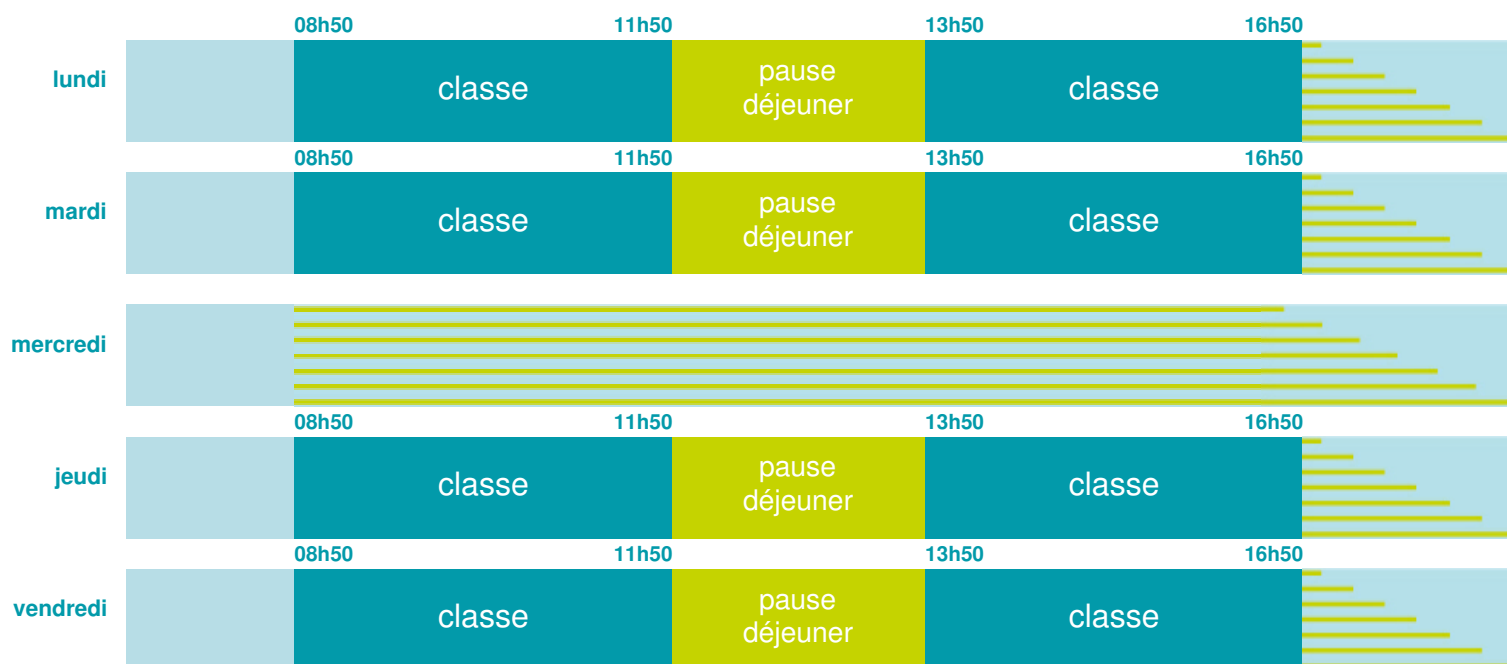 08h50 11h50 13h50 16h50
lundi classe pause déjeuner classe
08h50 11h50 13h50 16h50
mardi classe pause déjeuner classe
mercredi
08h50 11h50 13h50 16h50
jeudi classe pause déjeuner classe
08h50 11h50 13h50 16h50
vendredi classe pause déjeuner classe